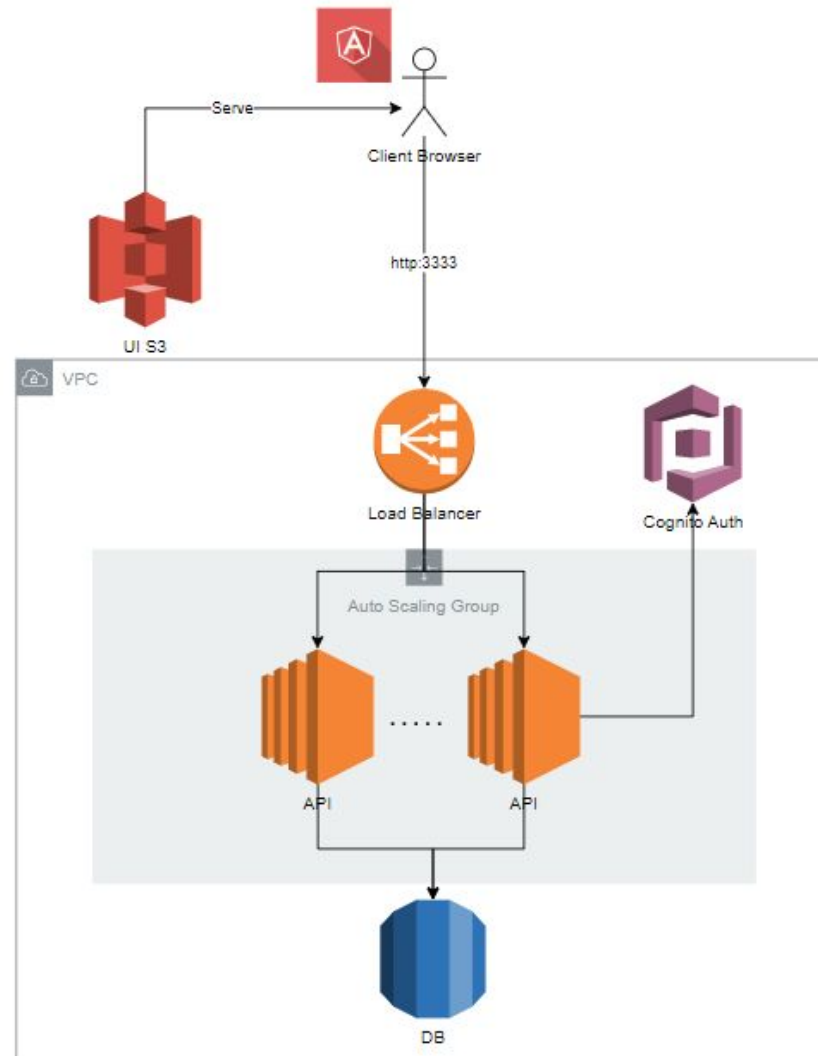 A
Serve
Client Browser
http:3333
UI S3
VPC
Load Balancer
Cognito Auth
Auto Scaling Group
.....
API
API
DB